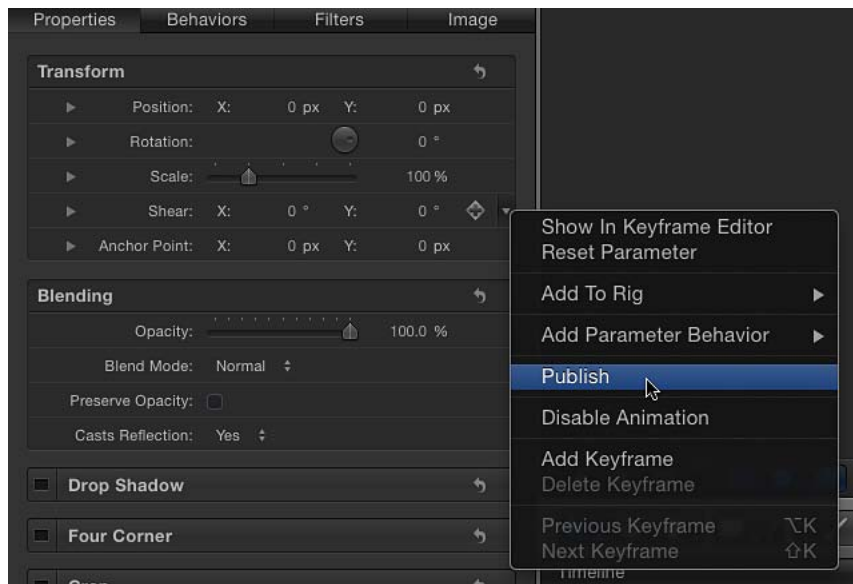 Properties Behaviors Filters Image
Transform
Position: X: 0 px Y: 0 px
Rotation: 0 °
Scale: 100 %
Shear: X: 0 ° Y: 0 °
Anchor Point: X: 0 px Y: 0 px
Blending
Opacity: 100.0 %
Blend Mode: Normal
Preserve Opacity:
Casts Reflection: Yes
Drop Shadow
Four Corner
Crop
Show In Keyframe Editor
Reset Parameter
Add To Rig
Add Parameter Behavior
Publish
Disable Animation
Add Keyframe
Delete Keyframe
Previous Keyframe ⌥K
Next Keyframe ⇧K
Timeline